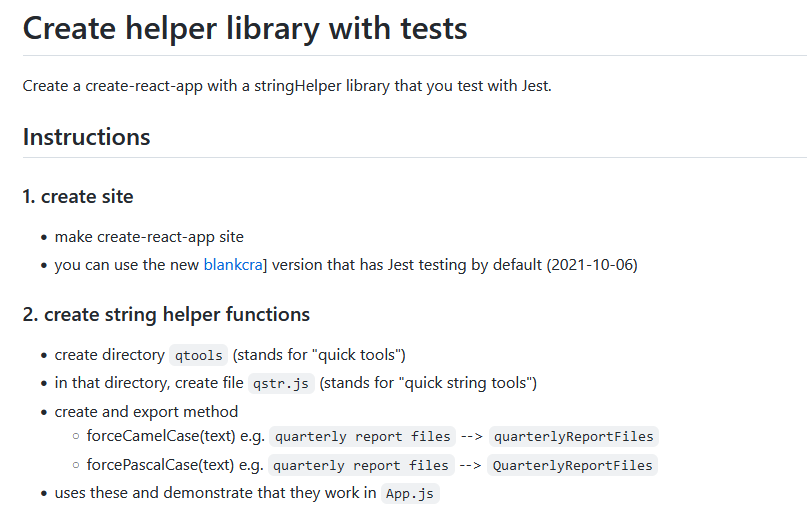 Create helper library with tests
Create a create-react-app with a stringHelper library that you test with Jest.
Instructions
1. create site
• make create-react-app site
• you can use the new blankcra] version that has Jest testing by default (2021-10-06)
2. create string helper functions
• create directory qtools (stands for "quick tools")
• in that directory, create file qstr.js (stands for "quick string tools")
• create and export method
◦ forceCamelCase(text) e.g. quarterly report files --> quarterlyReportFiles
◦ forcePascalCase(text) e.g. quarterly report files --> QuarterlyReportFiles
• uses these and demonstrate that they work in App.js